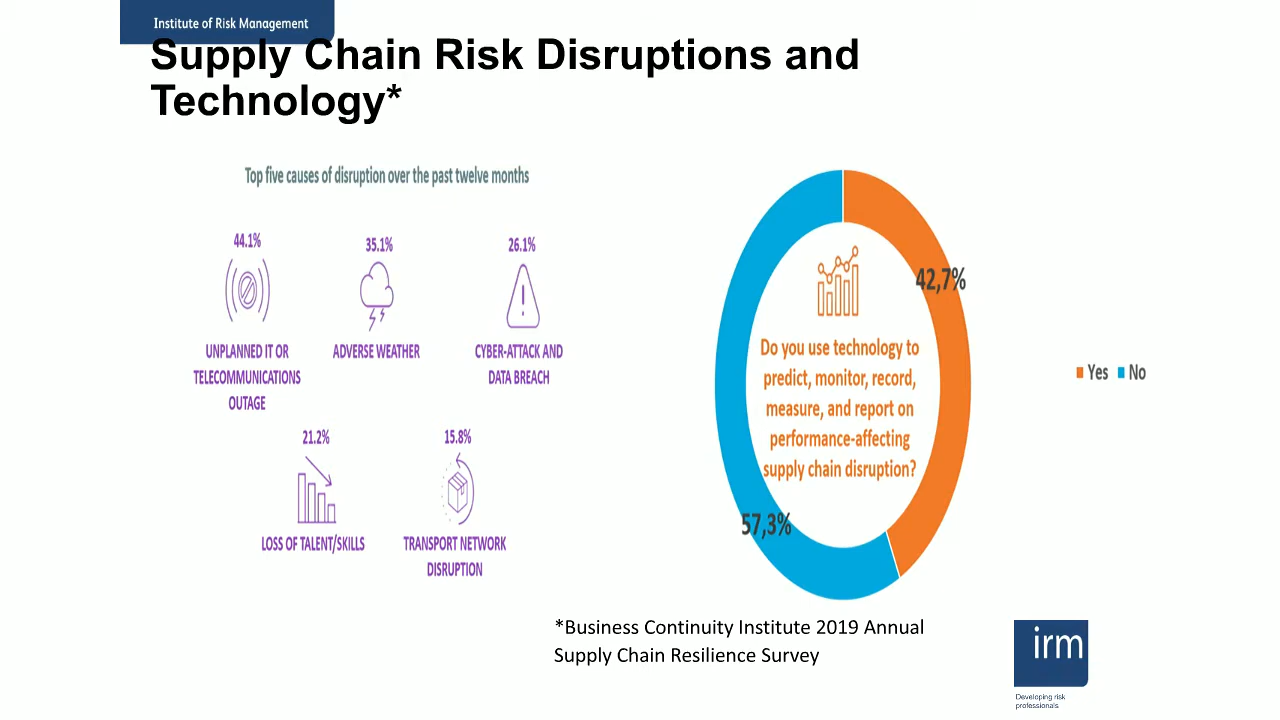 Institute of Risk Management
Supply Chain Risk Disruptions and
Technology*
Top five causes of disruption over the past twelve months
44.1%
UNPLANNED IT OR
TELECOMMUNICATIONS
OUTAGE
35.1%
ADVERSE WEATHER
26.1%
CYBER-ATTACK AND
DATA BREACH
21.2%
LOSS OF TALENT/SKILLS
15.8%
TRANSPORT NETWORK
DISRUPTION
42,7%
Do you use technology to
predict, monitor, record,
measure, and report on
performance-affecting
supply chain disruption?
57,3%
Yes No
*Business Continuity Institute 2019 Annual
Supply Chain Resilience Survey
irm
Developing risk
professionals